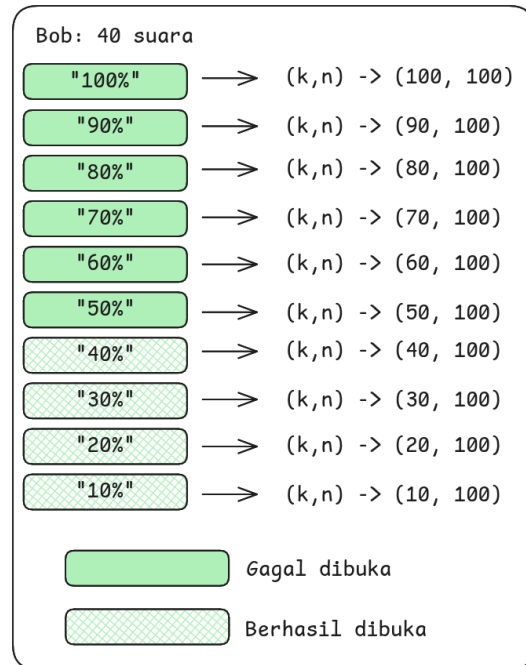 Bob: 40 suara
"100%" (k,n) -> (100, 100)
"90%" (k,n) -> (90, 100)
"80%" (k,n) -> (80, 100)
"70%" (k,n) -> (70, 100)
"60%" (k,n) -> (60, 100)
"50%" (k,n) -> (50, 100)
"40%" (k,n) -> (40, 100)
"30%" (k,n) -> (30, 100)
"20%" (k,n) -> (20, 100)
"10%" (k,n) -> (10, 100)
Gagal dibuka
Berhasil dibuka